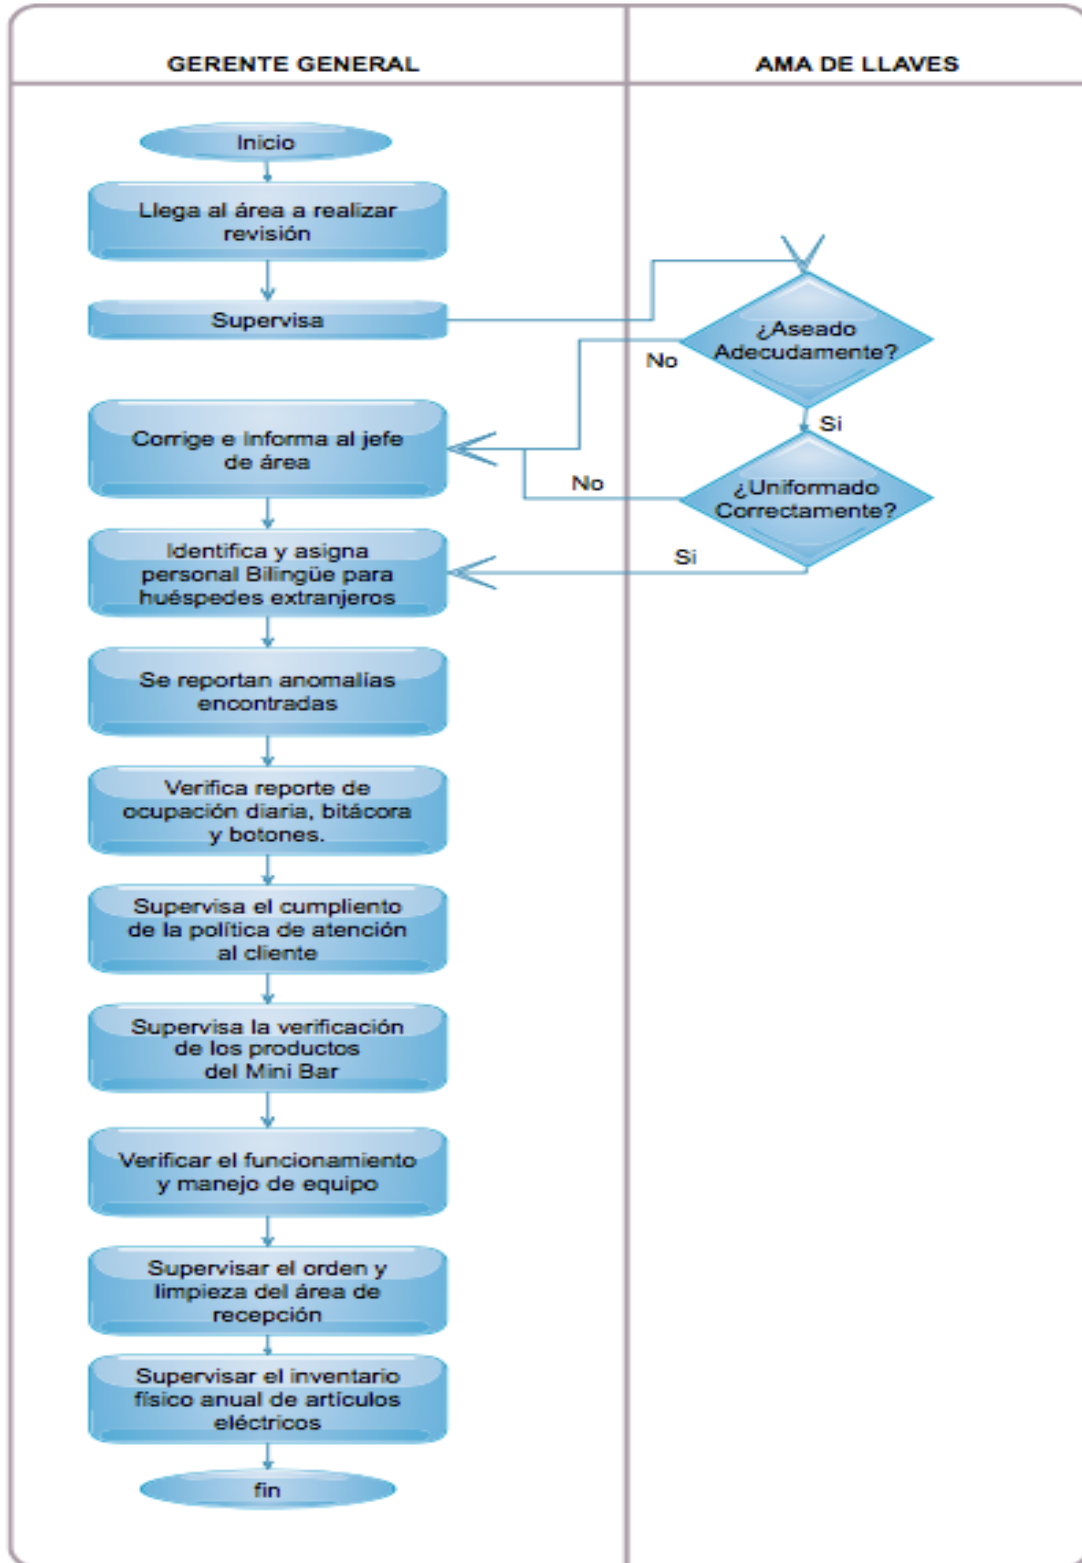 GERENTE GENERAL
AMA DE LLAVES
Inicio
Llega al área a realizar
revisión
Supervisa
¿Aseado
Adecudamente?
No
Si
Corrige e Informa al jefe
de área
¿Uniformado
Correctamente?
No
Si
Identifica y asigna
personal Bilingüe para
huéspedes extranjeros
Se reportan anomalías
encontradas
Verifica reporte de
ocupación diaria, bitácora
y botones.
Supervisa el cumpliento
de la política de atención
al cliente
Supervisa la verificación
de los productos
del Mini Bar
Verificar el funcionamiento
y manejo de equipo
Supervisar el orden y
limpieza del área de
recepción
Supervisar el inventario
físico anual de artículos
eléctricos
fin